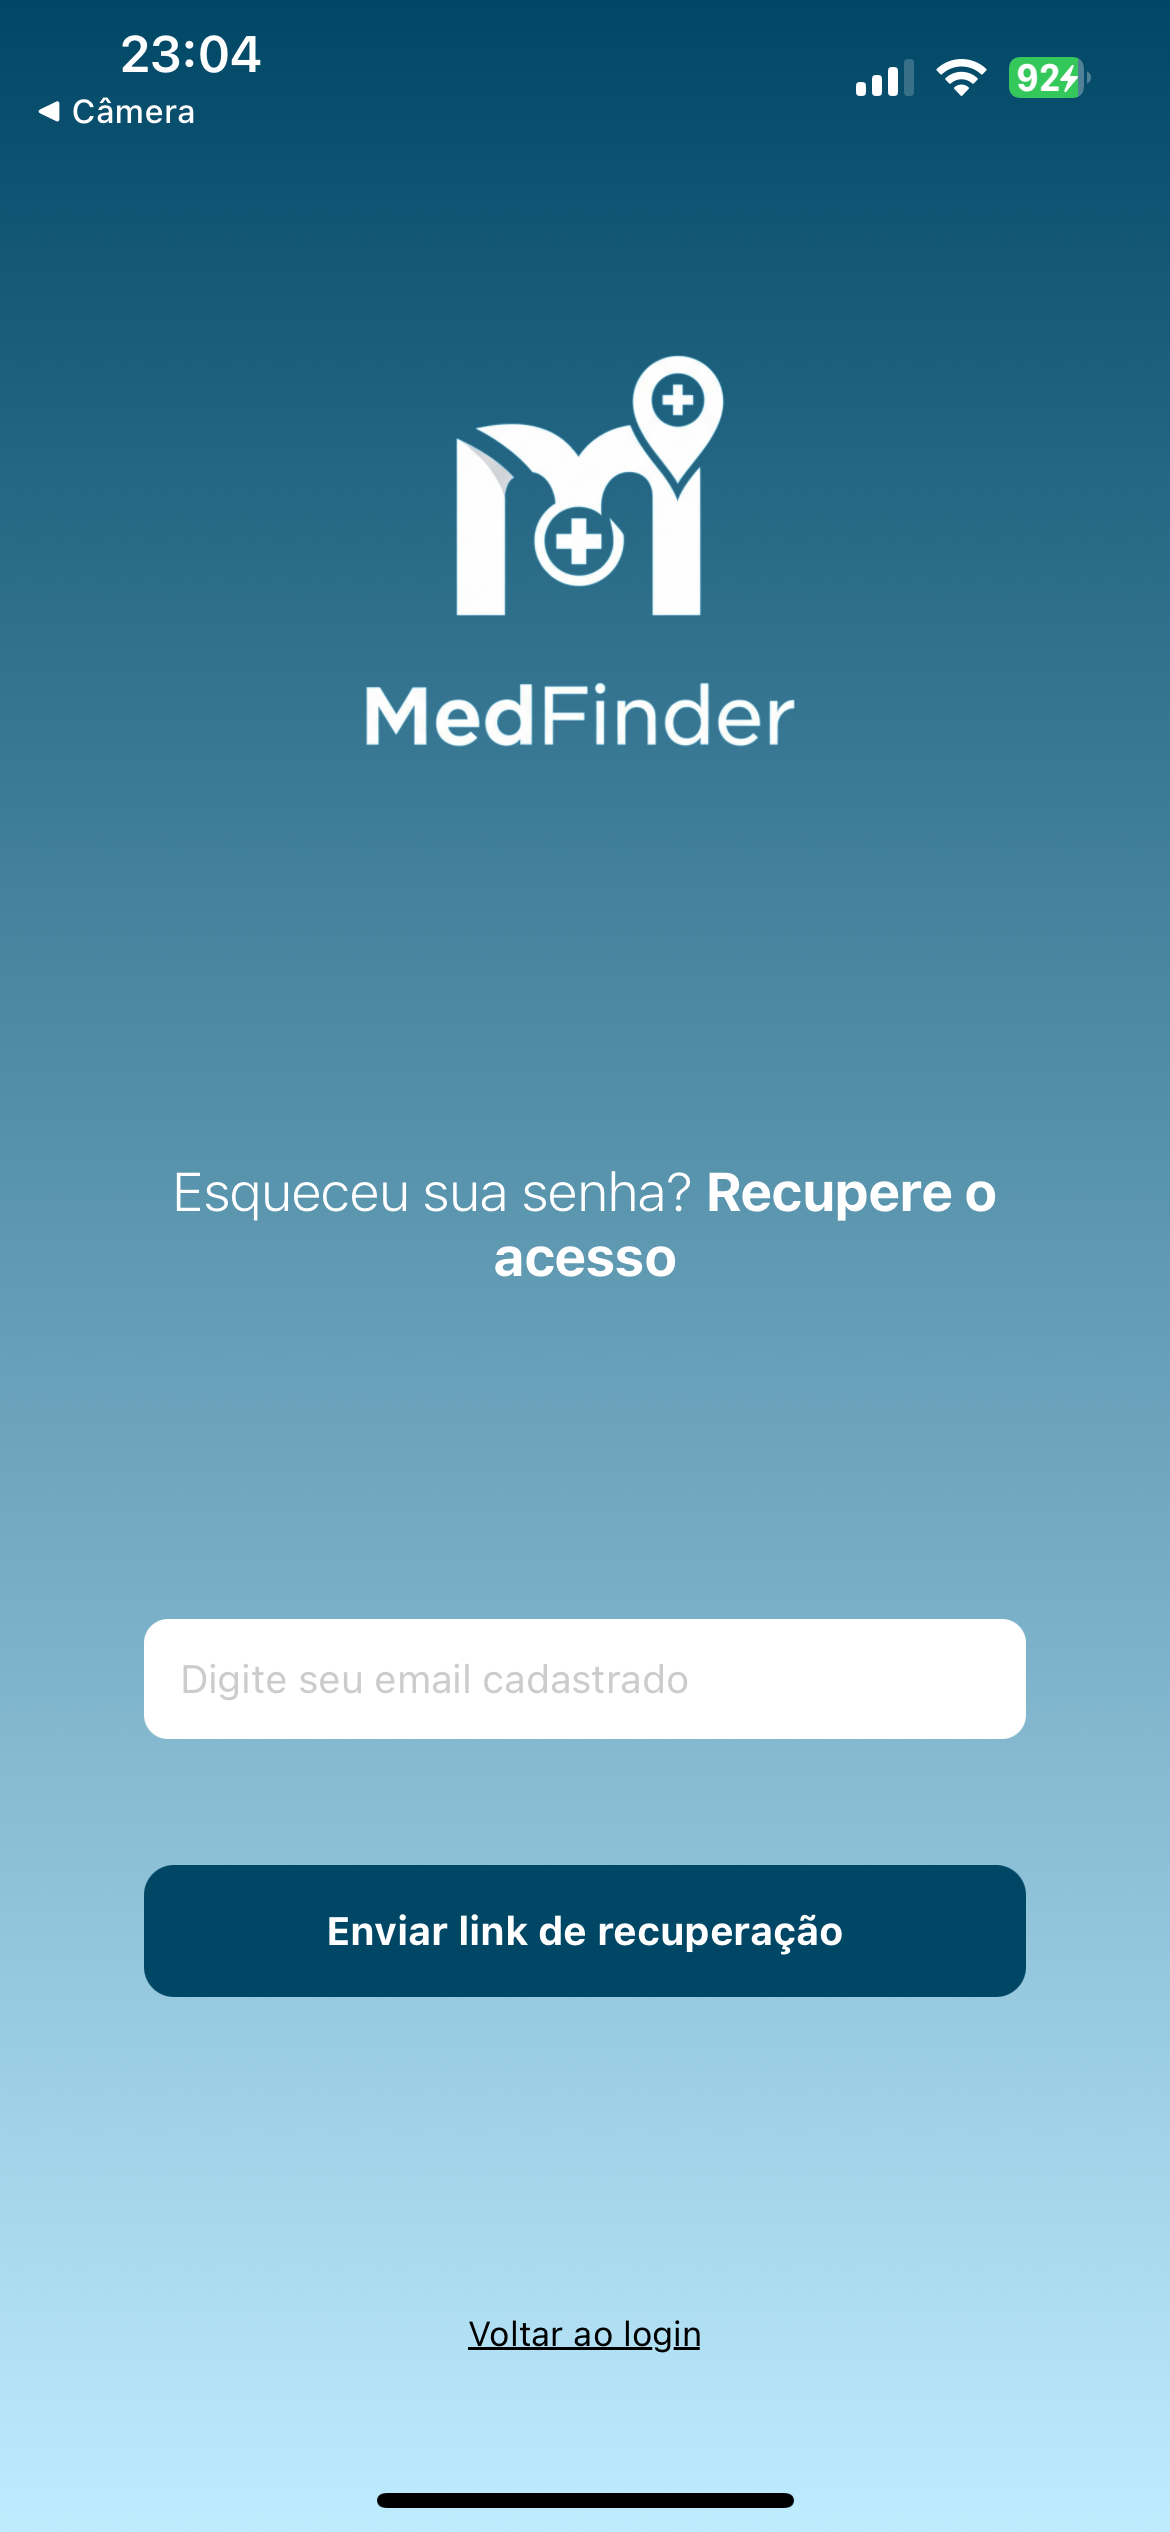 23:04
92
Câmera
MedFinder
Esqueceu sua senha? Recupere o
acesso
Digite seu email cadastrado
Enviar link de recuperação
Voltar ao login